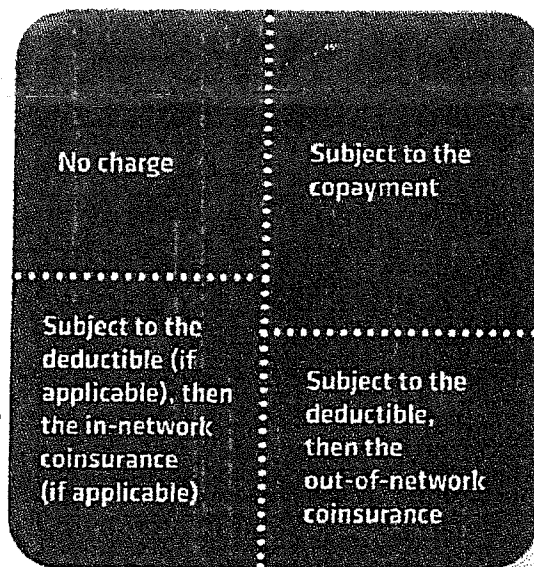 No charge
Subject to the
copayment
Subject to the
deductible (if
applicable), then
the in-network
coinsurance
(if applicable)
Subject to the
deductible,
then the
out-of-network
coinsurance